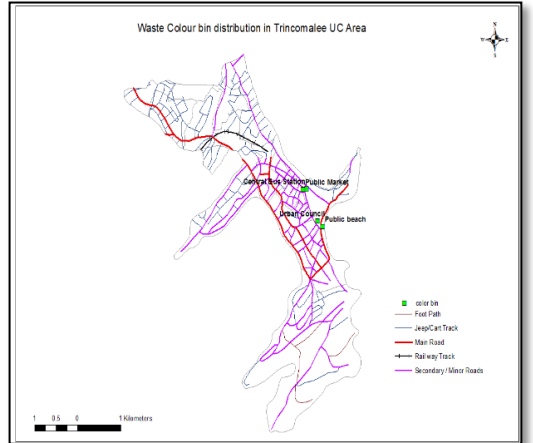 Waste Colour bin distribution in Trincomalee UC Area
N
W E
S
Central Bus Station Public Market
Urban Council
Public beach
color bin
Foot Path
Jeep/Cart Track
Main Road
Railway Track
Secondary / Minor Roads
1 0.5 0 1 Kilometers